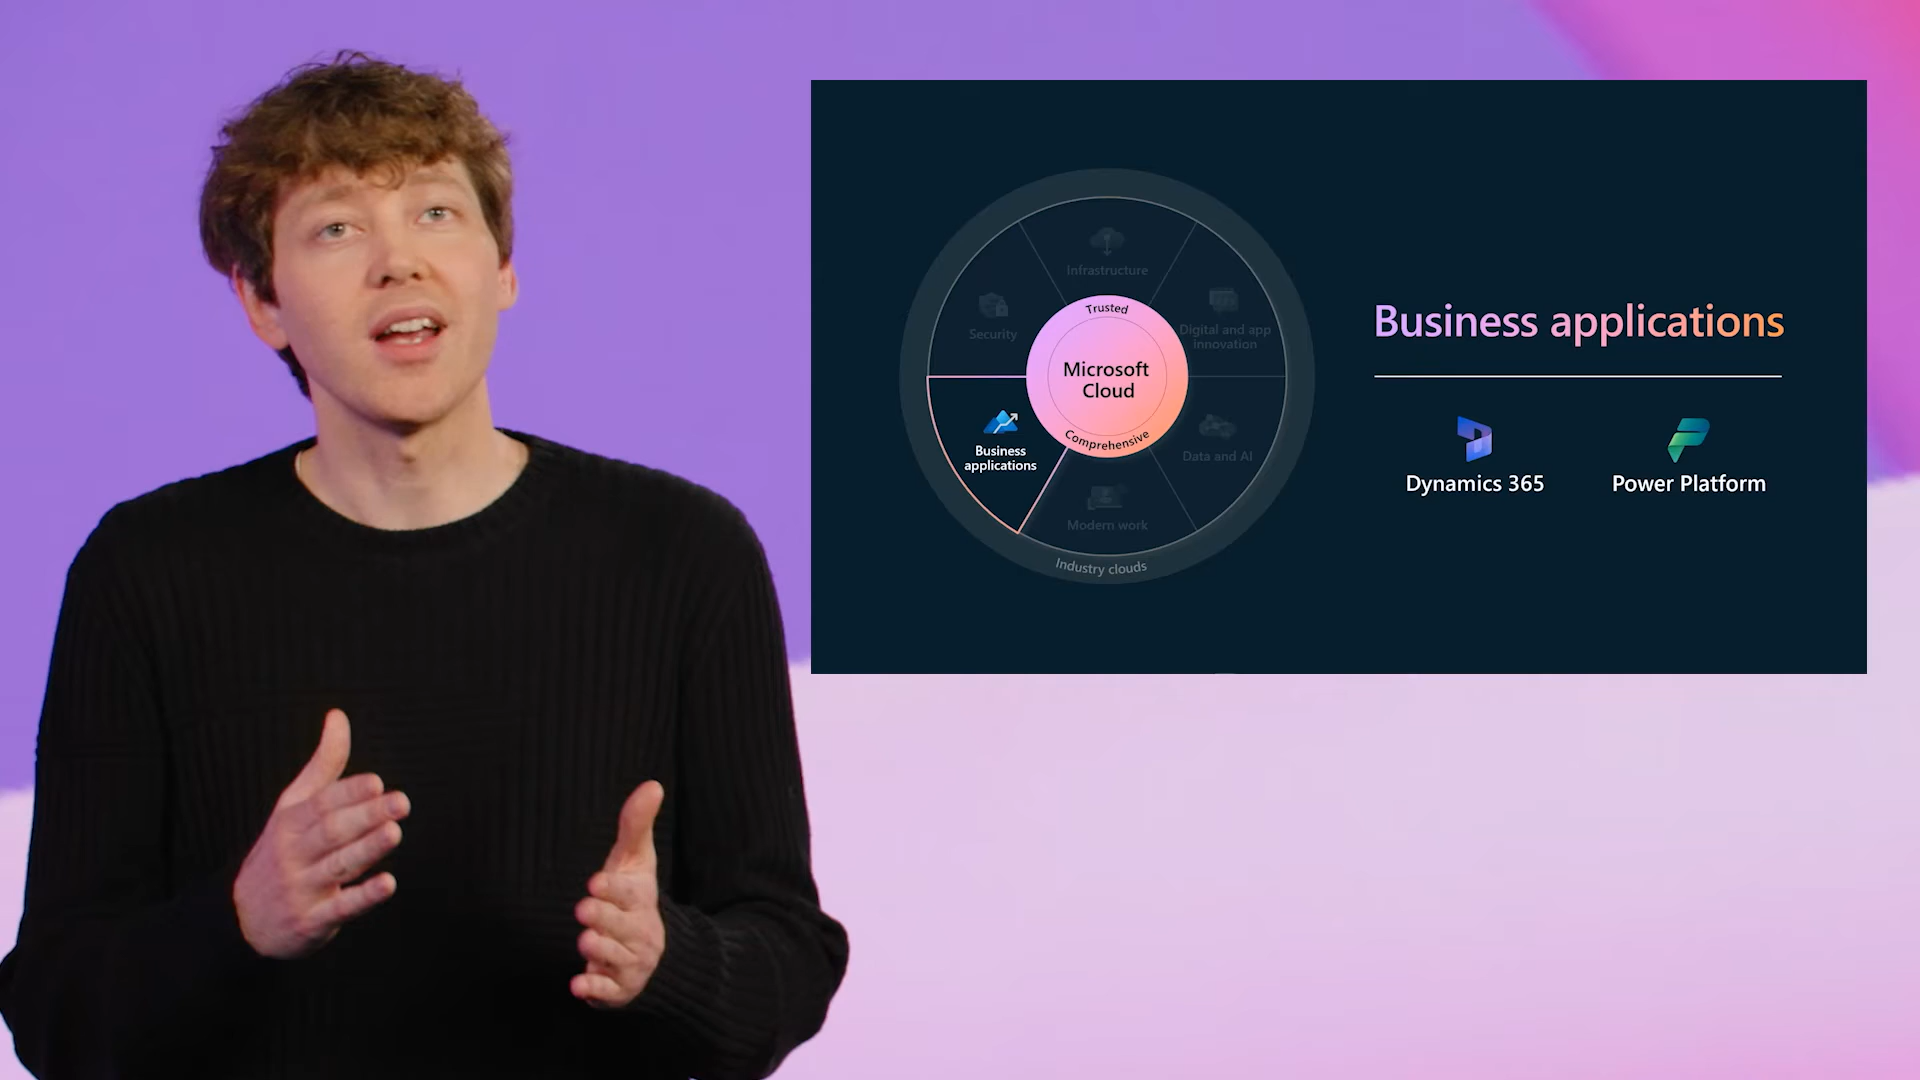 Infrastructure
Security
Digital and app
innovation
Trusted
Microsoft
Cloud
Comprehensive
Business
applications
Data and AI
Modern work
Industry clouds
Business applications
Dynamics 365
Power Platform